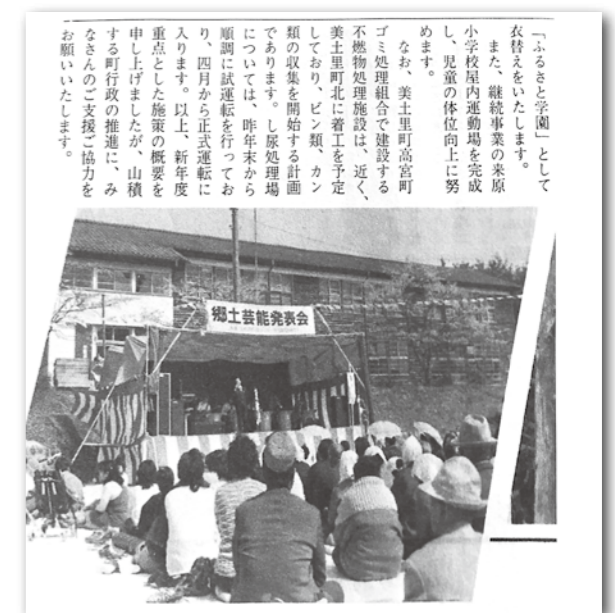 「ふるさと学園」として
衣替えをいたします。
また、継続事業の来原
小学校屋内運動場を完成
し、児童の体位向上に努
めます。
なお、美土里町高宮町
ゴミ処理組合で建設する
不燃物処理施設は、近く、
美土里町北に着工を予定
しており、ビン類、カン
類の収集を開始する計画
であります。し尿処理場
については、昨年末から
順調に試運転を行ってお
り、四月から正式運転に
入ります。以上、新年度
重点とした施策の概要を
申し上げましたが、山積
する町行政の推進に、み
なさんのご支援ご協力を
お願いいたします。
郷土芸能発表会